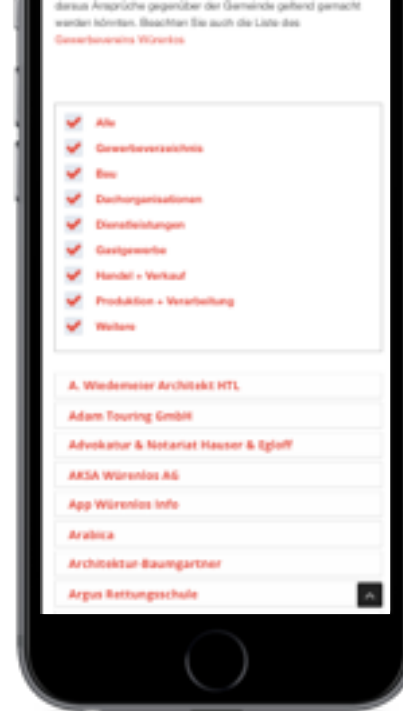 daraus Ansprüche gegenüber der Gemeinde geltend gemacht
werden könnten. Beachten Sie auch die Liste des
Gewerbevereins Würenlos.
Alle
Gewerbeverzeichnis
Bau
Dachorganisationen
Dienstleistungen
Gastgewerbe
Handel + Verkauf
Produktion + Verarbeitung
Weitere
A. Wiedemeier Architekt HTL
Adam Touring GmbH
Advokatur & Notariat Hauser & Egloff
AKSA Würenlos AG
App Würenlos Info
Arabica
Architektur-Baumgartner
Argus Rettungsschule